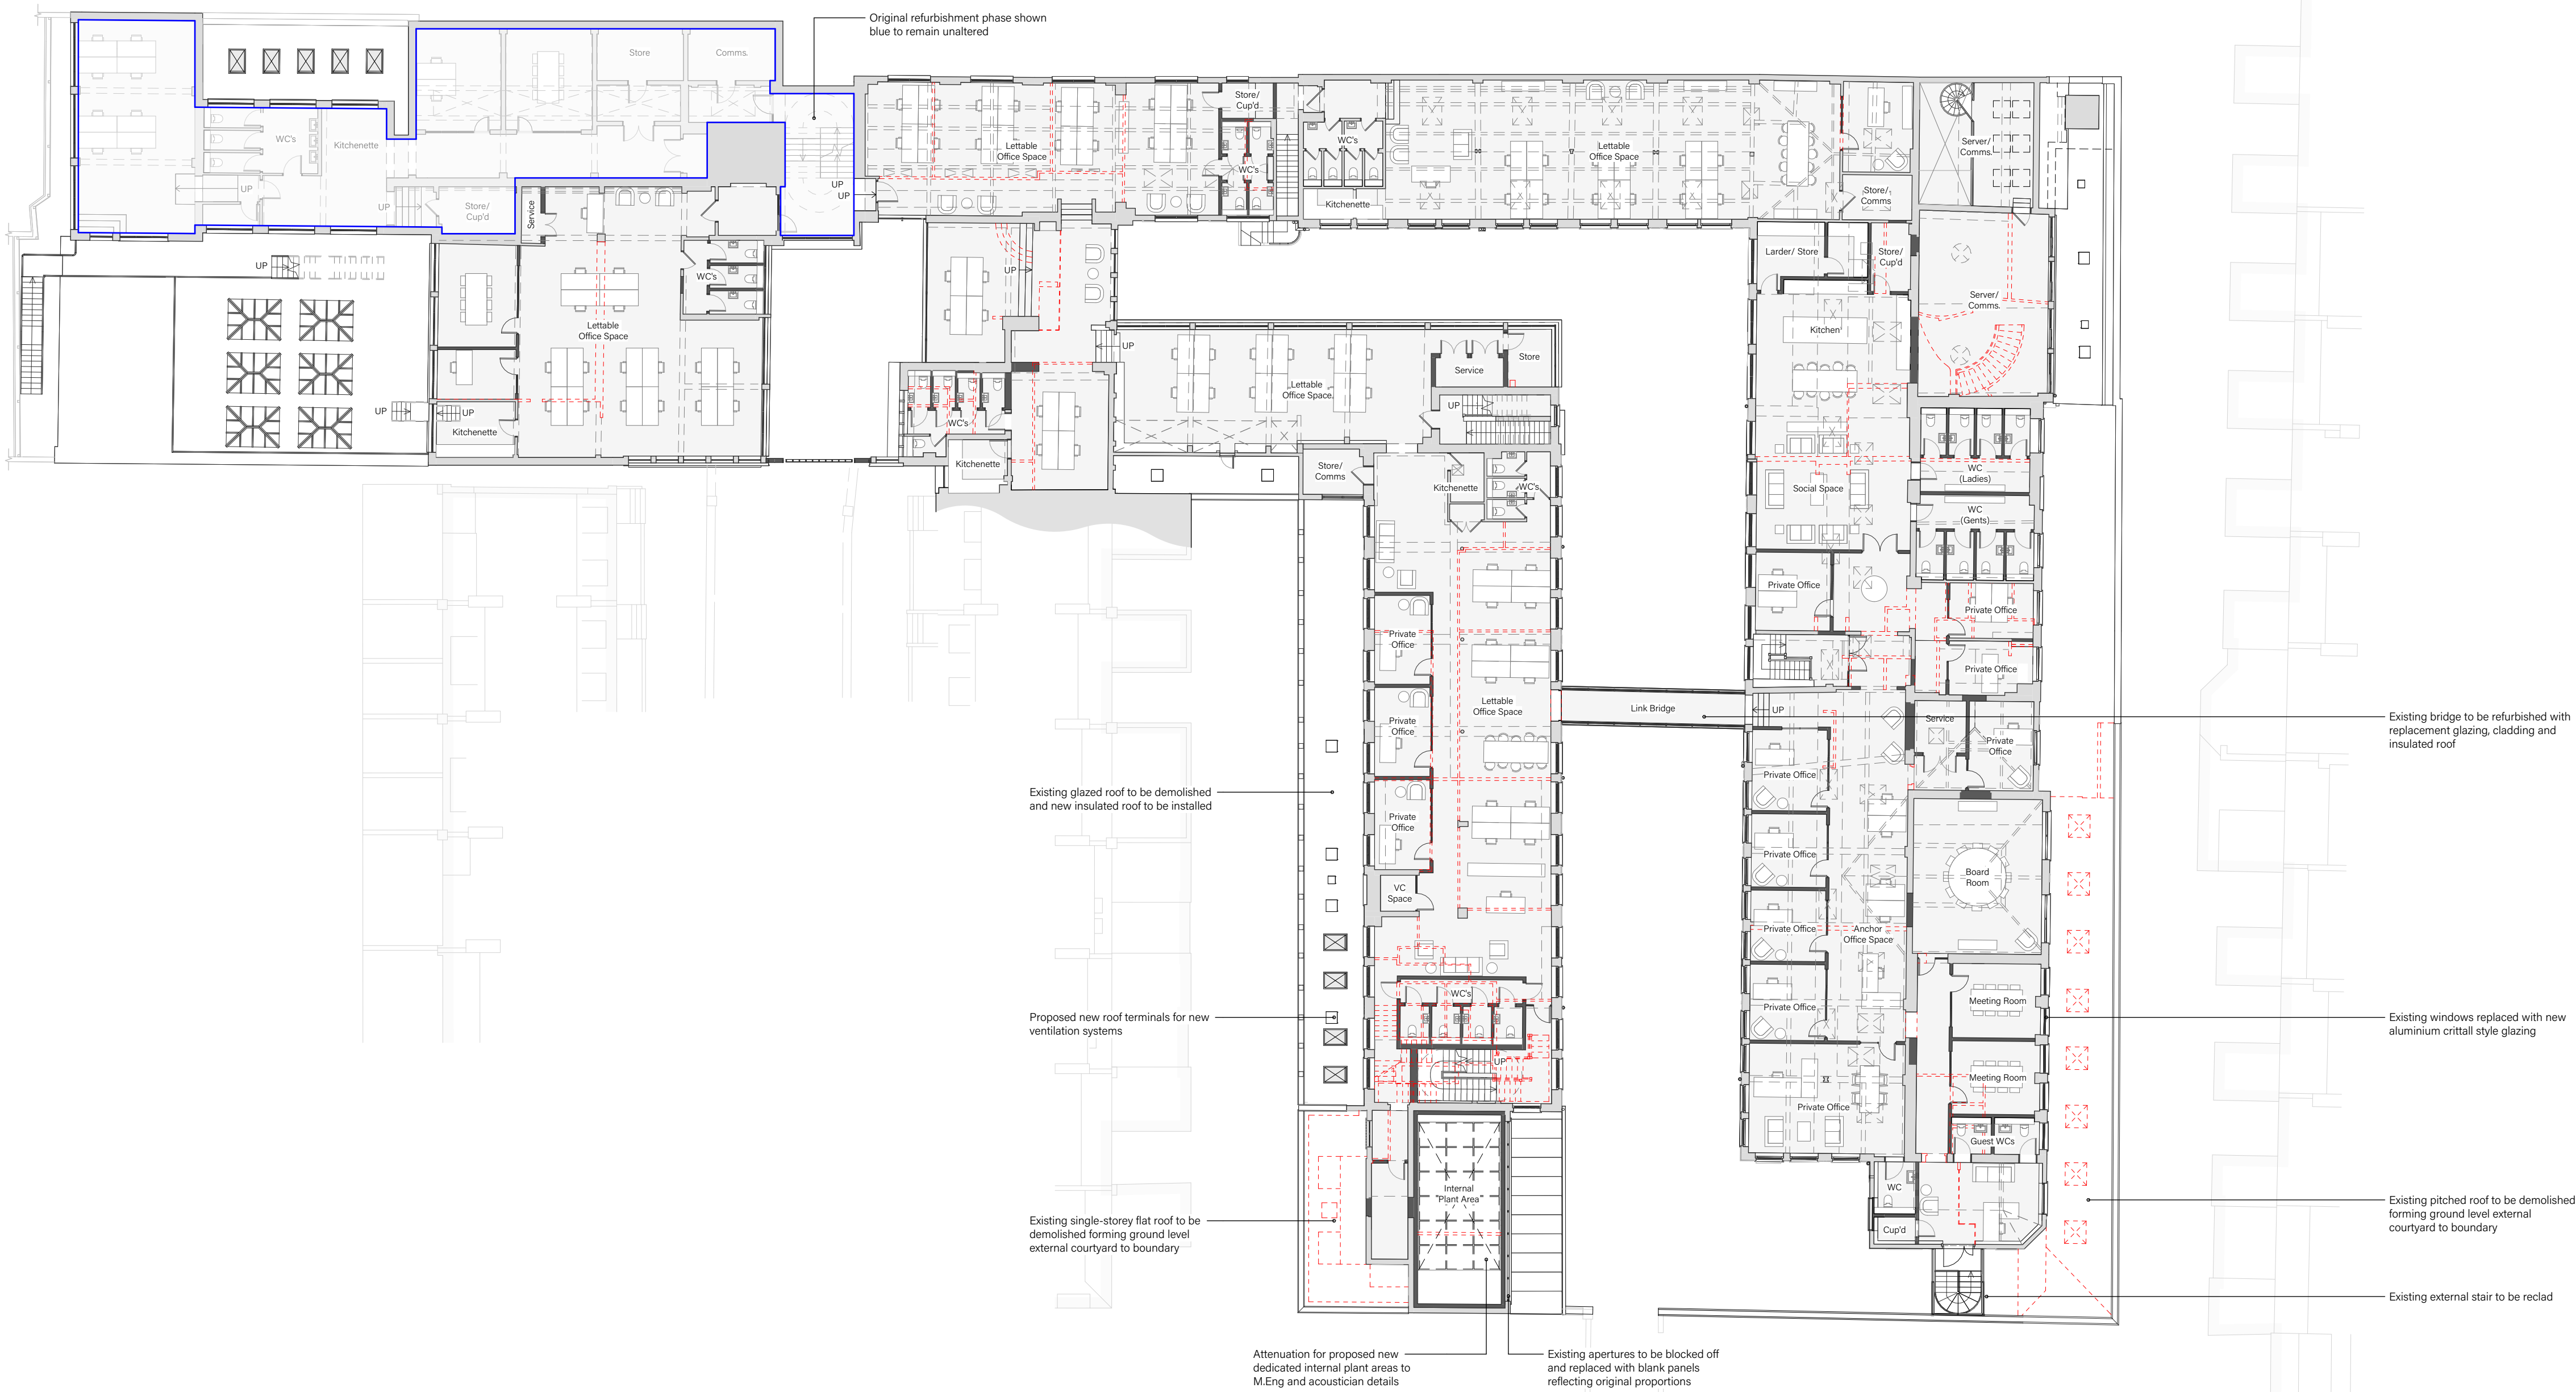 Original refurbishment phase shown
blue to remain unaltered
Store
Comms.
WC's
Kitchenette
UP
UP
Store/
Cup'd
Service
UP
UP
Lettable
Office Space
Store/
Cup'd
WC's
WC's
Kitchenette
Lettable
Office Space
Server/
Comms.
Store/
Comms
UP
WC's
Lettable
Office Space
UP
UP
Kitchenette
UP
UP
WC's
Kitchenette
Lettable
Office Space
Service
Store
UP
Larder/ Store
Store/
Cup'd
Server/
Comms.
Kitchen
Social Space
WC
(Ladies)
WC
(Gents)
Store/
Comms
Kitchenette
WC's
Private Office
Private Office
Private Office
Private
Office
Private
Office
Private
Office
Lettable
Office Space
VC
Space
WC's
UP
Link Bridge
UP
Service
Private
Office
Private Office
Private Office
Private Office
Private Office
Private Office
Anchor
Office Space
Board
Room
Meeting Room
Meeting Room
Guest WCs
WC
Cup'd
Internal
Plant Area
Existing bridge to be refurbished with
replacement glazing, cladding and
insulated roof
Existing glazed roof to be demolished
and new insulated roof to be installed
Proposed new roof terminals for new
ventilation systems
Existing windows replaced with new
aluminium crittall style glazing
Existing single-storey flat roof to be
demolished forming ground level
external courtyard to boundary
Existing pitched roof to be demolished
forming ground level external
courtyard to boundary
Existing external stair to be reclad
Attenuation for proposed new
dedicated internal plant areas to
M.Eng and acoustician details
Existing apertures to be blocked off
and replaced with blank panels
reflecting original proportions